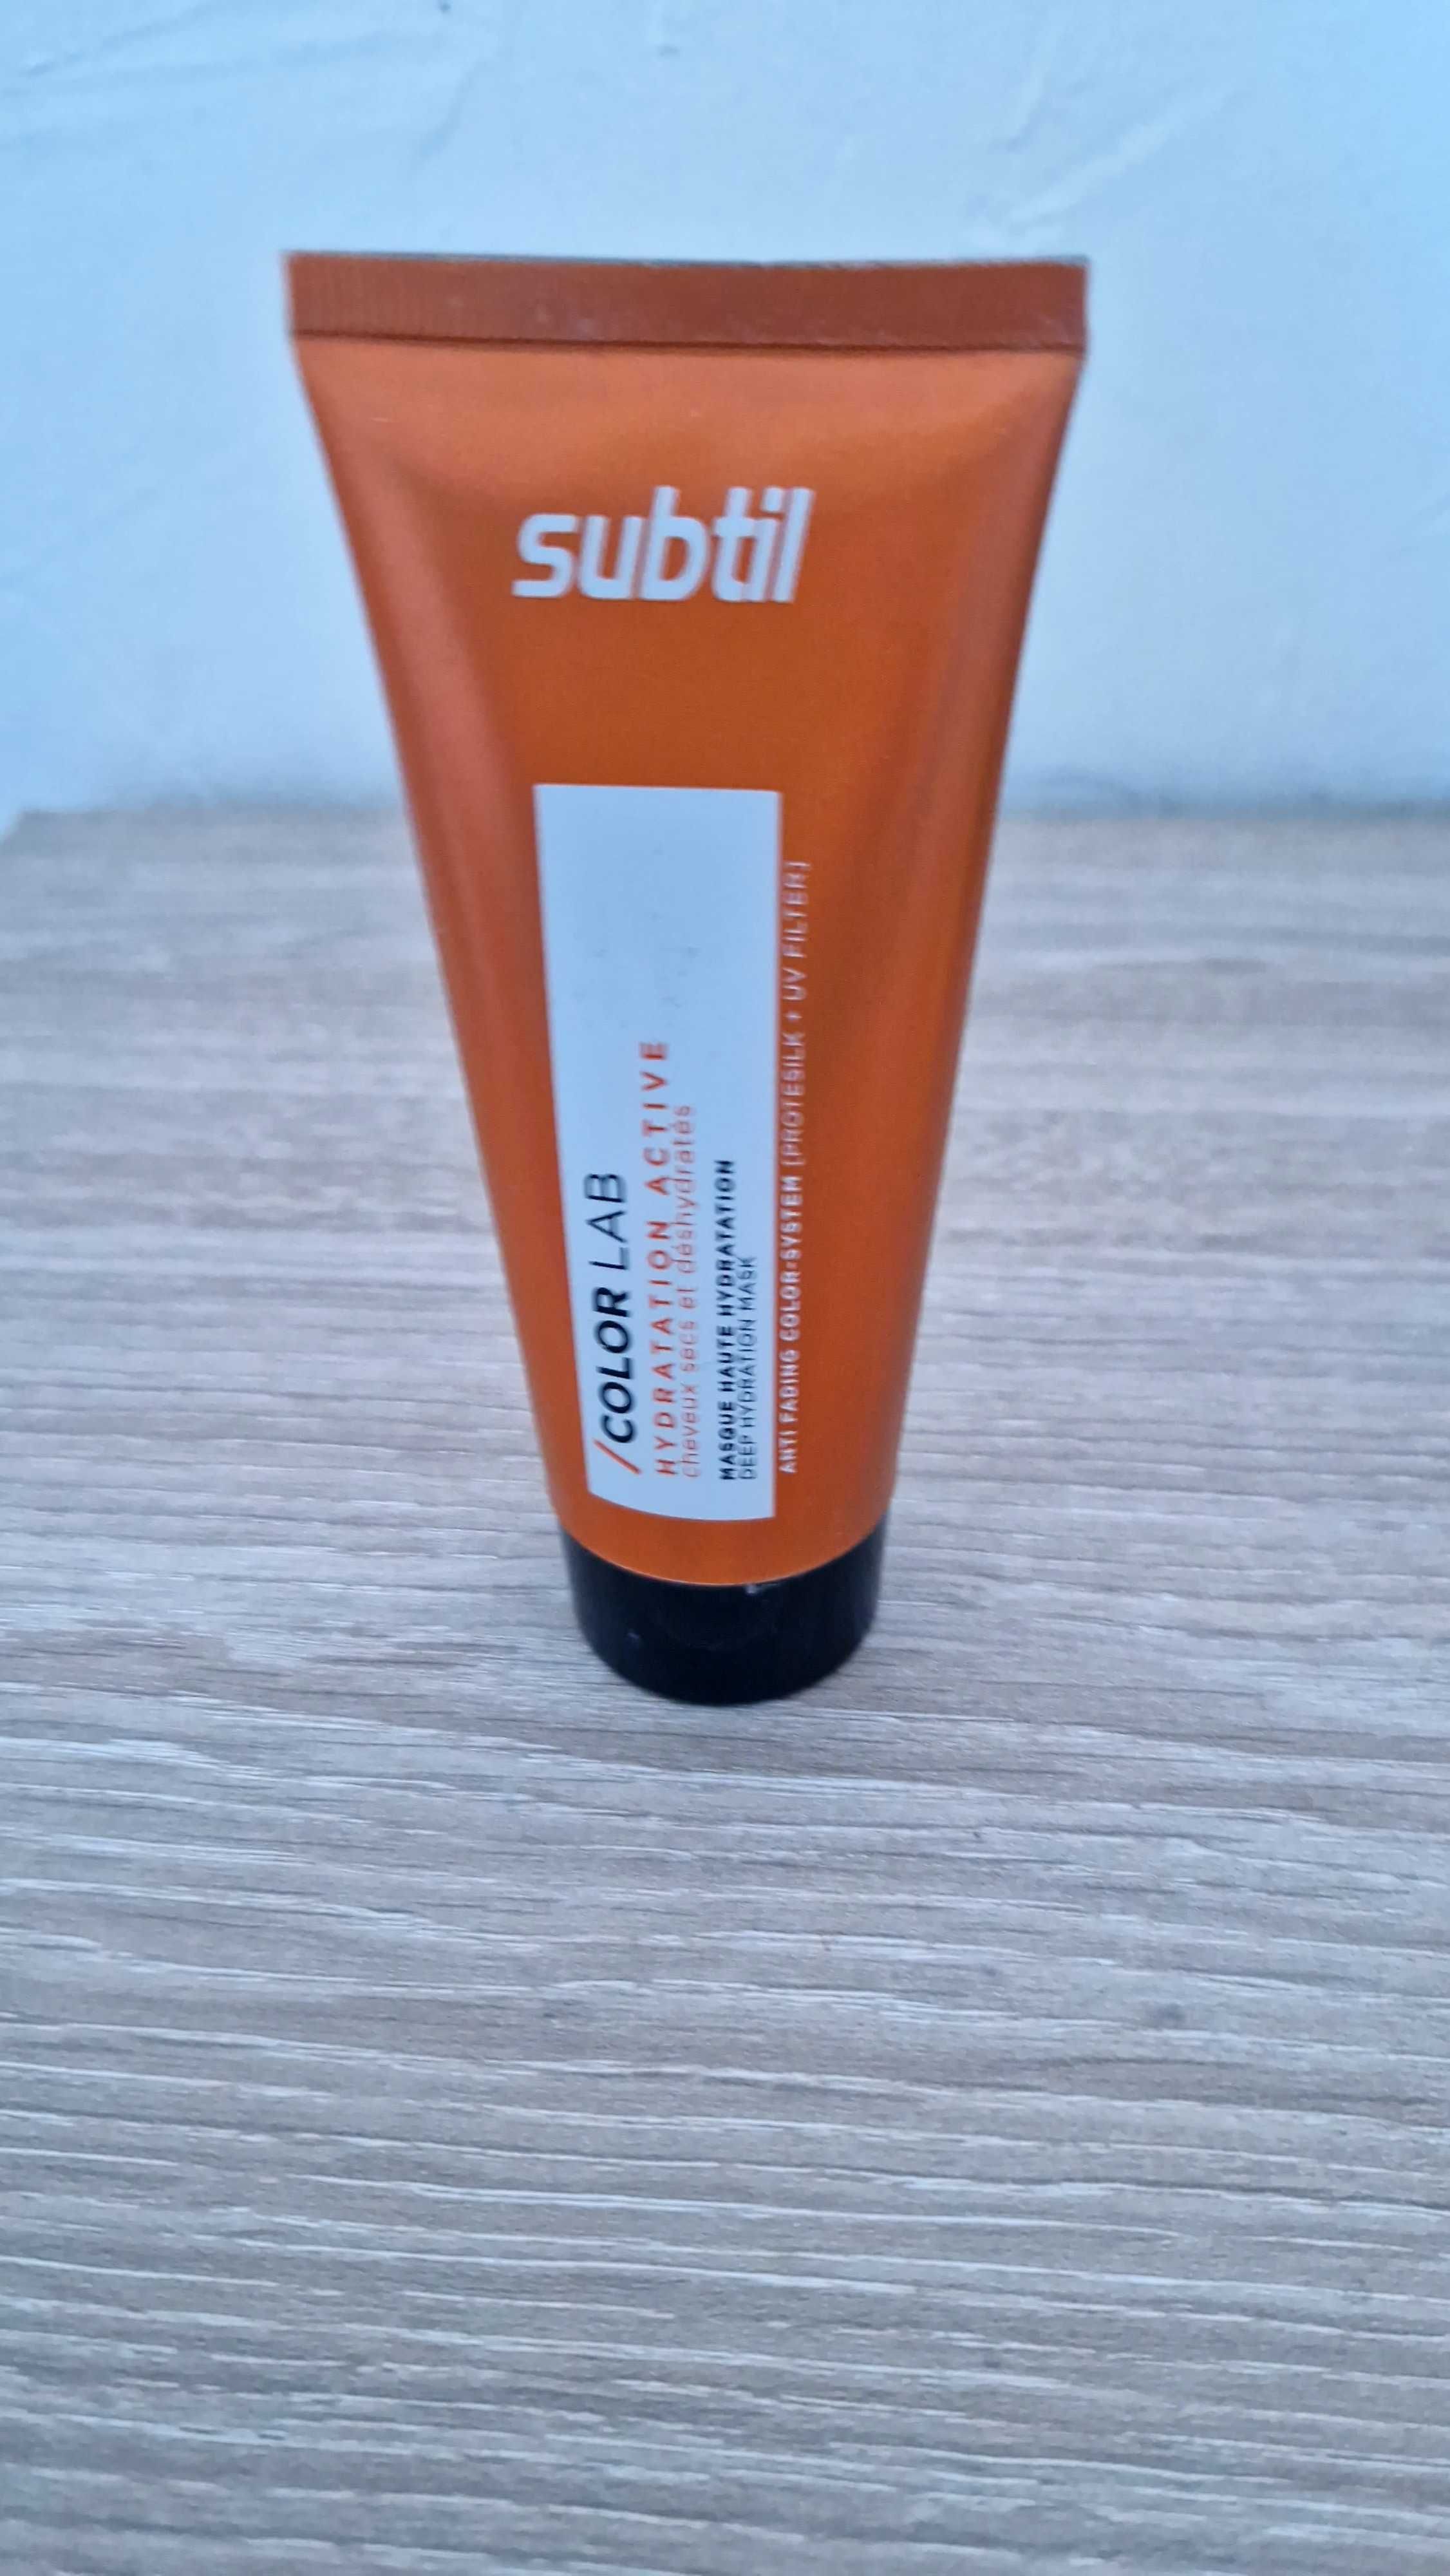 subtil
/COLOR LAB
HYDRATATION ACTIVE
cheveux secs et déshydratés
MASQUE HAUTE HYDRATATION
DEEP HYDRATION MASK
ANTI FADING COLOR-SYSTEM [PROTESILK + UV FILTER]